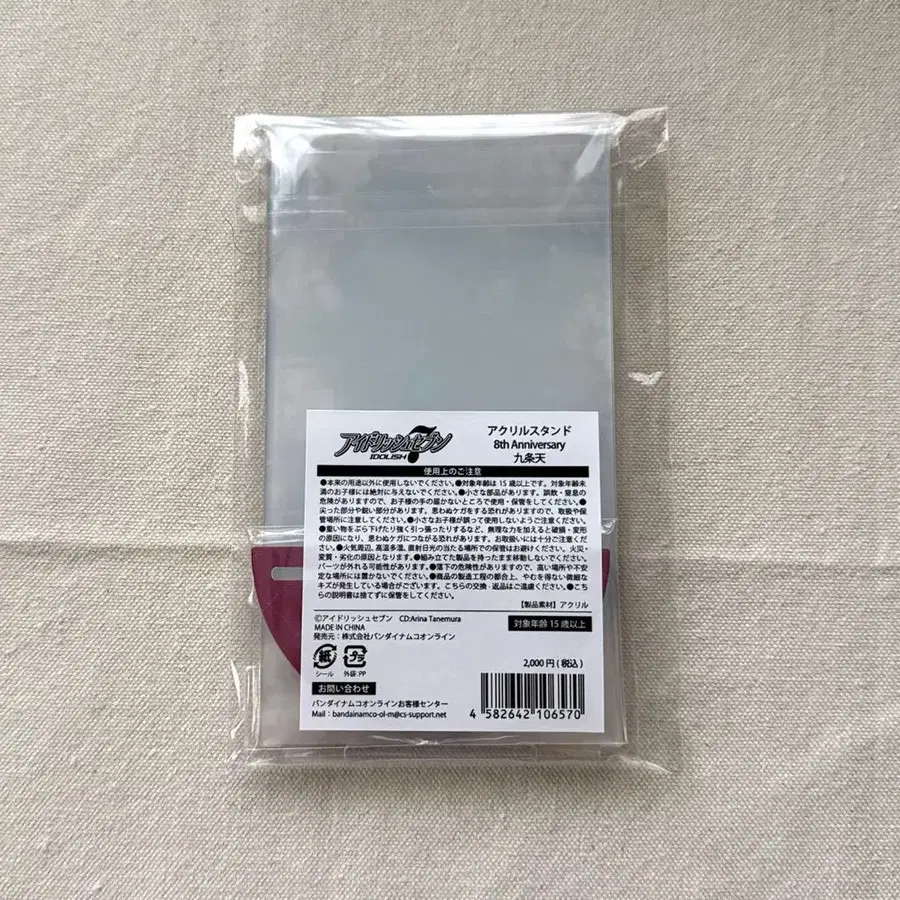 アイドリッシュセブン
IDOLiSH7
アクリルスタンド
8th Anniversary
九条天
使用上のご注意
●本来の用途以外に使用しないでください。●対象年齢は15歳以上です。対象年齢未
満のお子様には絶対に与えないでください。●小さな部品があります。誤飲・窒息の
危険がありますので、お子様の手の届かないところで使用・保管をしてください。●
尖った部分や鋭い部分があります。思わぬケガをする恐れがありますので、取扱や保
管場所に注意してください。●小さなお子様が誤って使用しないようご注意ください。
●重い物をぶら下げたり強く引っ張ったりするなど、無理な力を加えると破損・変形
の原因になり、思わぬケガにつながる恐れがあります。お取扱いには十分ご注意くだ
さい。●火気周辺、高温多湿、直射日光の当たる場所での保管はお避けください。火災・
変質・劣化の原因となります。●組み立てた製品を持ったまま移動しないでください。
パーツが外れる可能性があります。●落下の危険性がありますので、高い場所や不安
定な場所には置かないでください。●商品の製造工程の都合上、やむを得ない微細な
キズが発生している場合がございます。こちらの交換・返品はご遠慮ください。●こち
らの説明書は捨てずに保管をしてください。
【製品素材】アクリル
©アイドリッシュセブン CD:Arina Tanemura
MADE IN CHINA
発売元：株式会社バンダイナムコオンライン
対象年齢15歳以上
紙
シール
プラ
外袋:PP
2,000円(税込)
お問い合わせ
バンダイナムコオンラインお客様センター
Mail：bandainamco-ol-m@cs-support.net
4 582642 106570